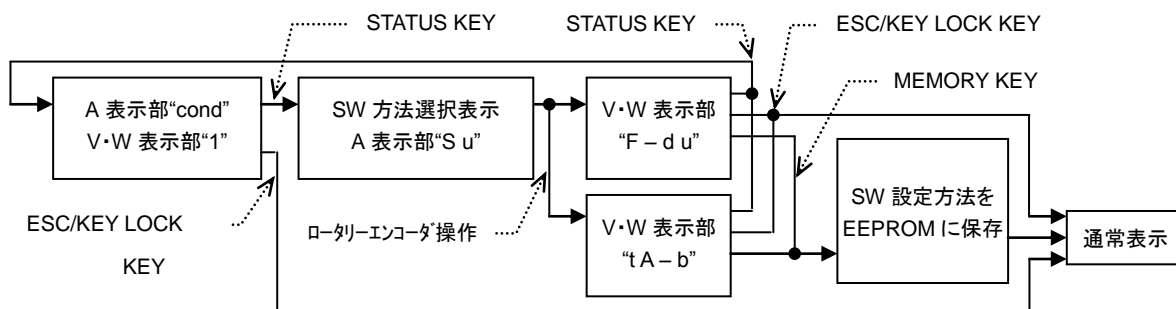 STATUS KEY
STATUS KEY
ESC/KEY LOCK KEY
MEMORY KEY
A 表示部“cond”
V・W 表示部“1”
SW 方法選択表示
A 表示部“S u”
V・W 表示部
“F – d u”
ESC/KEY LOCK
KEY
ﾛｰﾀﾘｰｴﾝｺｰﾀﾞ操作
V・W 表示部
“t A – b”
SW 設定方法を
EEPROM に保存
通常表示